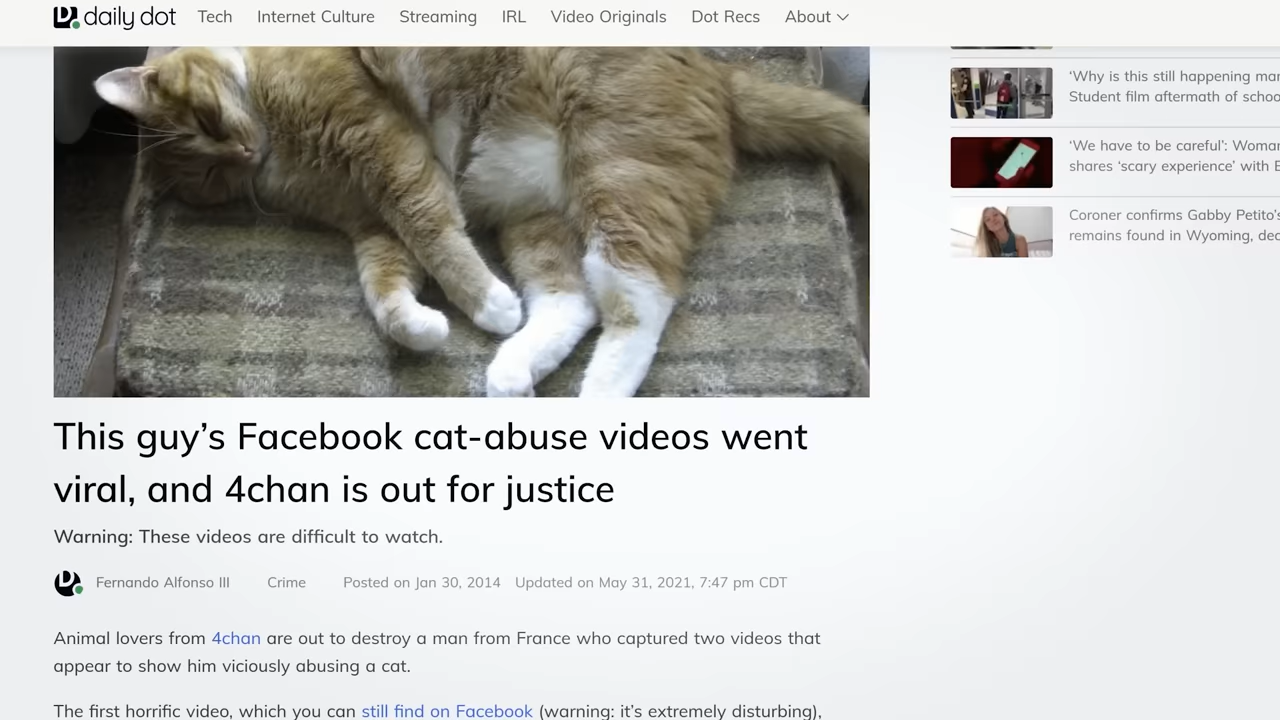 daily dot Tech Internet Culture Streaming IRL Video Originals Dot Recs About
‘Why is this still happening
Student film aftermath of
‘We have to be careful’:
shares ‘scary experience’ with
Coroner confirms Gabby
remains found in Wyoming,
This guy’s Facebook cat-abuse videos went
viral, and 4chan is out for justice
Warning: These videos are difficult to watch.
Fernando Alfonso III Crime Posted on Jan 30, 2014 Updated on May 31, 2021, 7:47 pm CDT
Animal lovers from 4chan are out to destroy a man from France who captured two videos that
appear to show him viciously abusing a cat.
The first horrific video, which you can still find on Facebook (warning: it’s extremely disturbing),